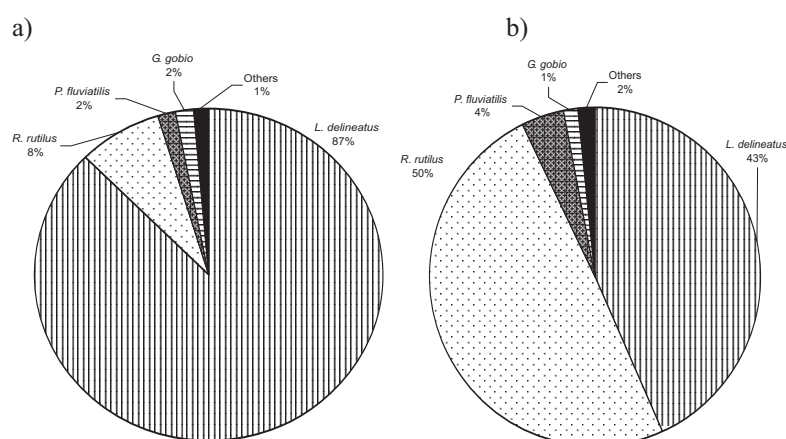 a)
G. gobio
2%
Others
1%
P. fluviatilis
2%
L. delineatus
87%
R. rutilus
8%
b)
G. gobio
1%
Others
2%
P. fluviatilis
4%
L. delineatus
43%
R. rutilus
50%